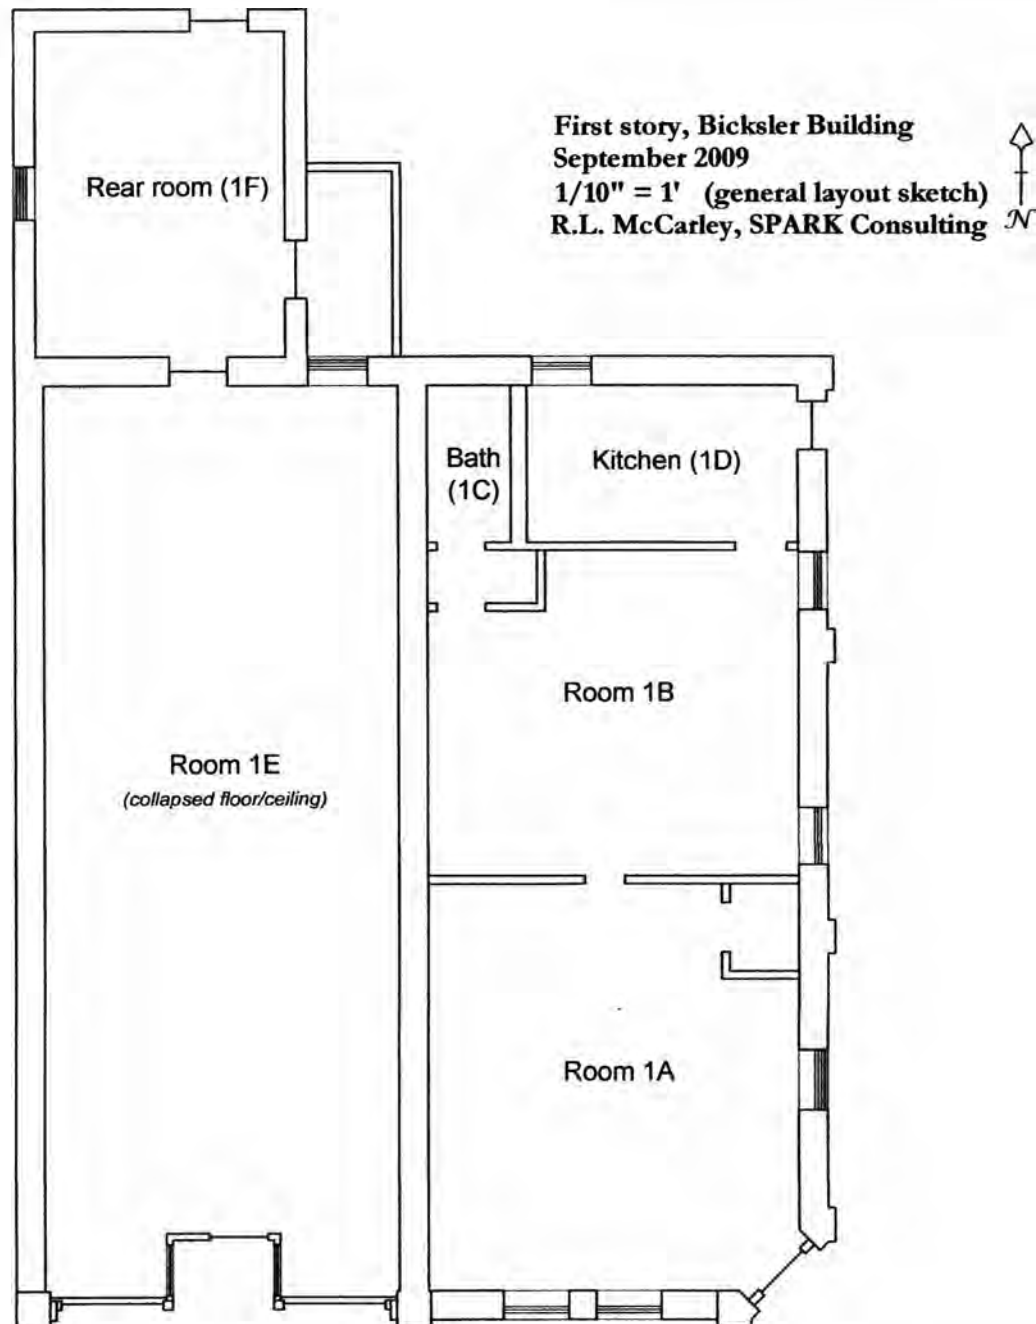 First story, Bicksler Building
September 2009
1/10" = 1' (general layout sketch)
R.L. McCarley, SPARK Consulting
N
Rear room (1F)
Bath
(1C)
Kitchen (1D)
Room 1B
Room 1E
(collapsed floor/ceiling)
Room 1A